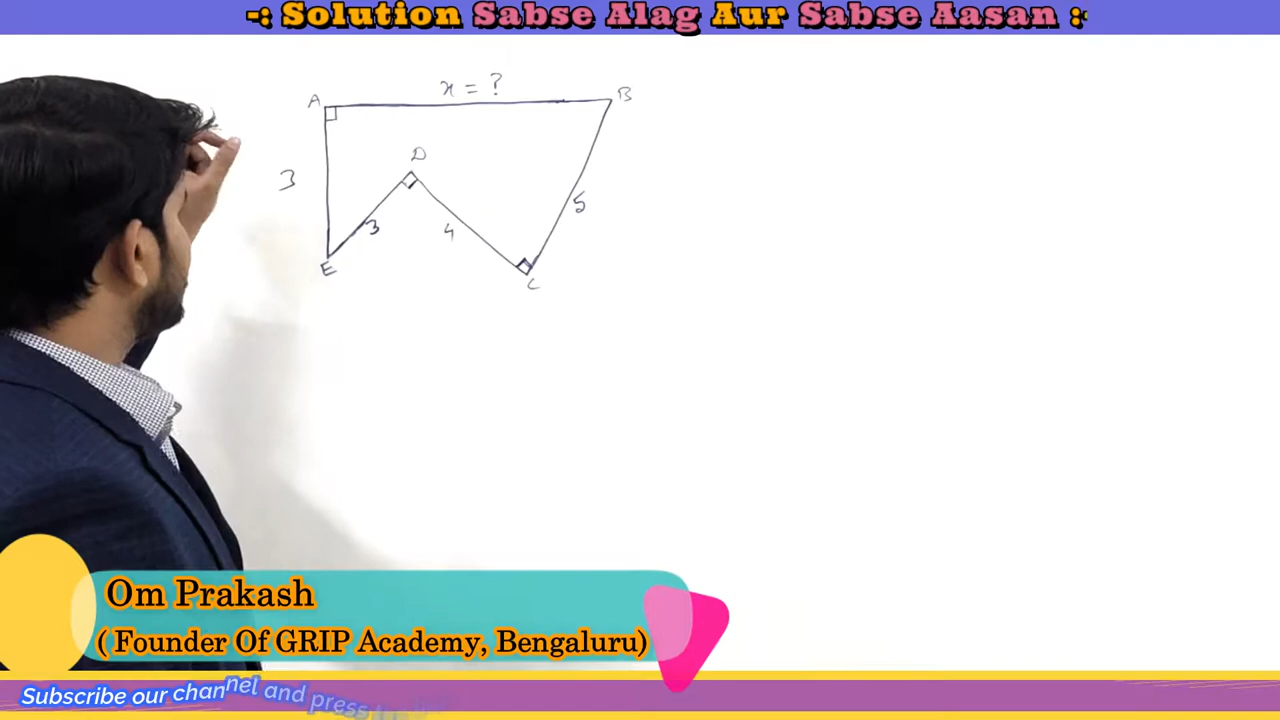 -: Solution Sabse Alag Aur Sabse Aasan :-
x = ?
A
B
D
3
3
4
5
E
C
Om Prakash
( Founder Of GRIP Academy, Bengaluru)
Subscribe our channel and press